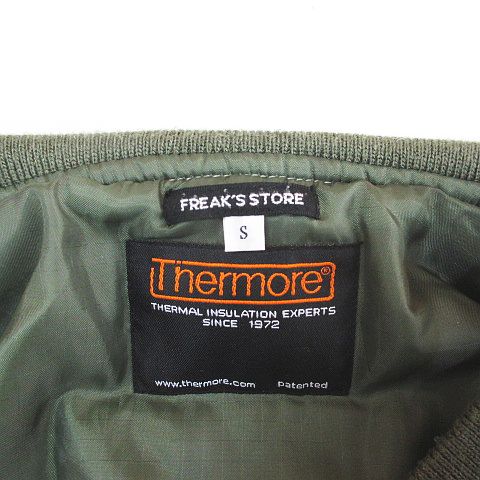 FREAK'S STORE
S
Thermore®
THERMAL INSULATION EXPERTS
SINCE 1972
www.thermore.com patented